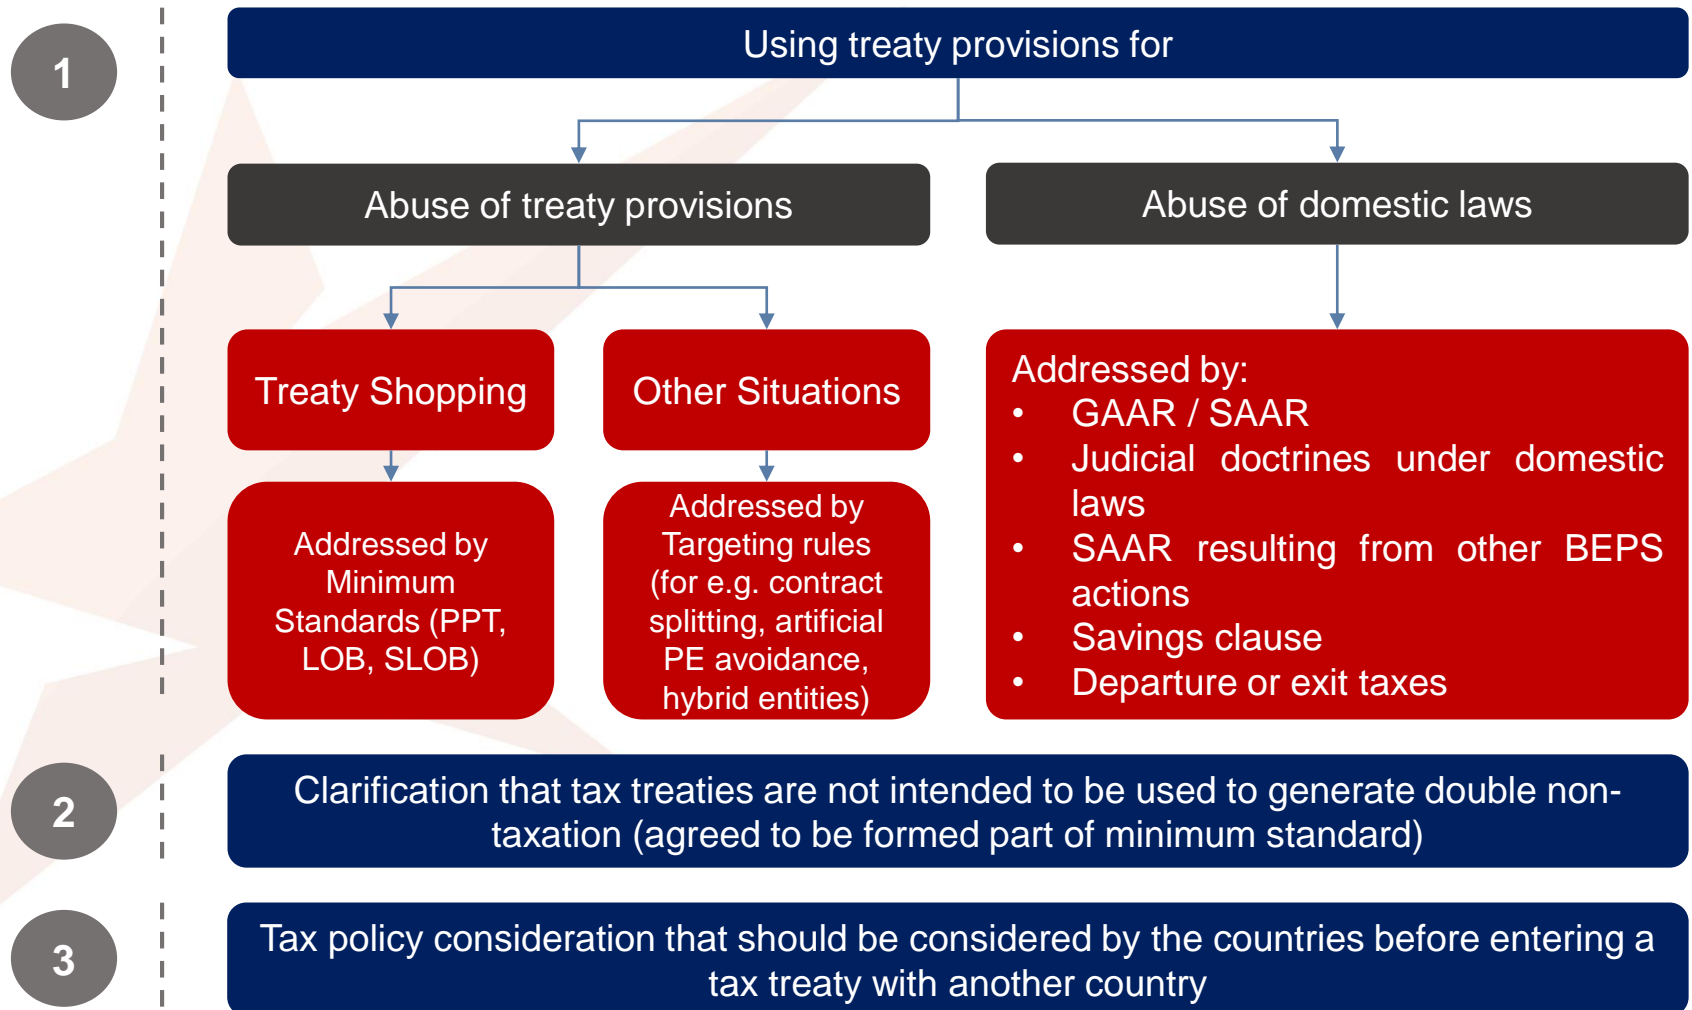 1
Using treaty provisions for
Abuse of treaty provisions
Abuse of domestic laws
Treaty Shopping
Other Situations
Addressed by
Minimum
Standards (PPT,
LOB, SLOB)
Addressed by
Targeting rules
(for e.g. contract
splitting, artificial
PE avoidance,
hybrid entities)
Addressed by:
• GAAR / SAAR
• Judicial doctrines under domestic
laws
• SAAR resulting from other BEPS
actions
• Savings clause
• Departure or exit taxes
2
Clarification that tax treaties are not intended to be used to generate double non-
taxation (agreed to be formed part of minimum standard)
3
Tax policy consideration that should be considered by the countries before entering a
tax treaty with another country